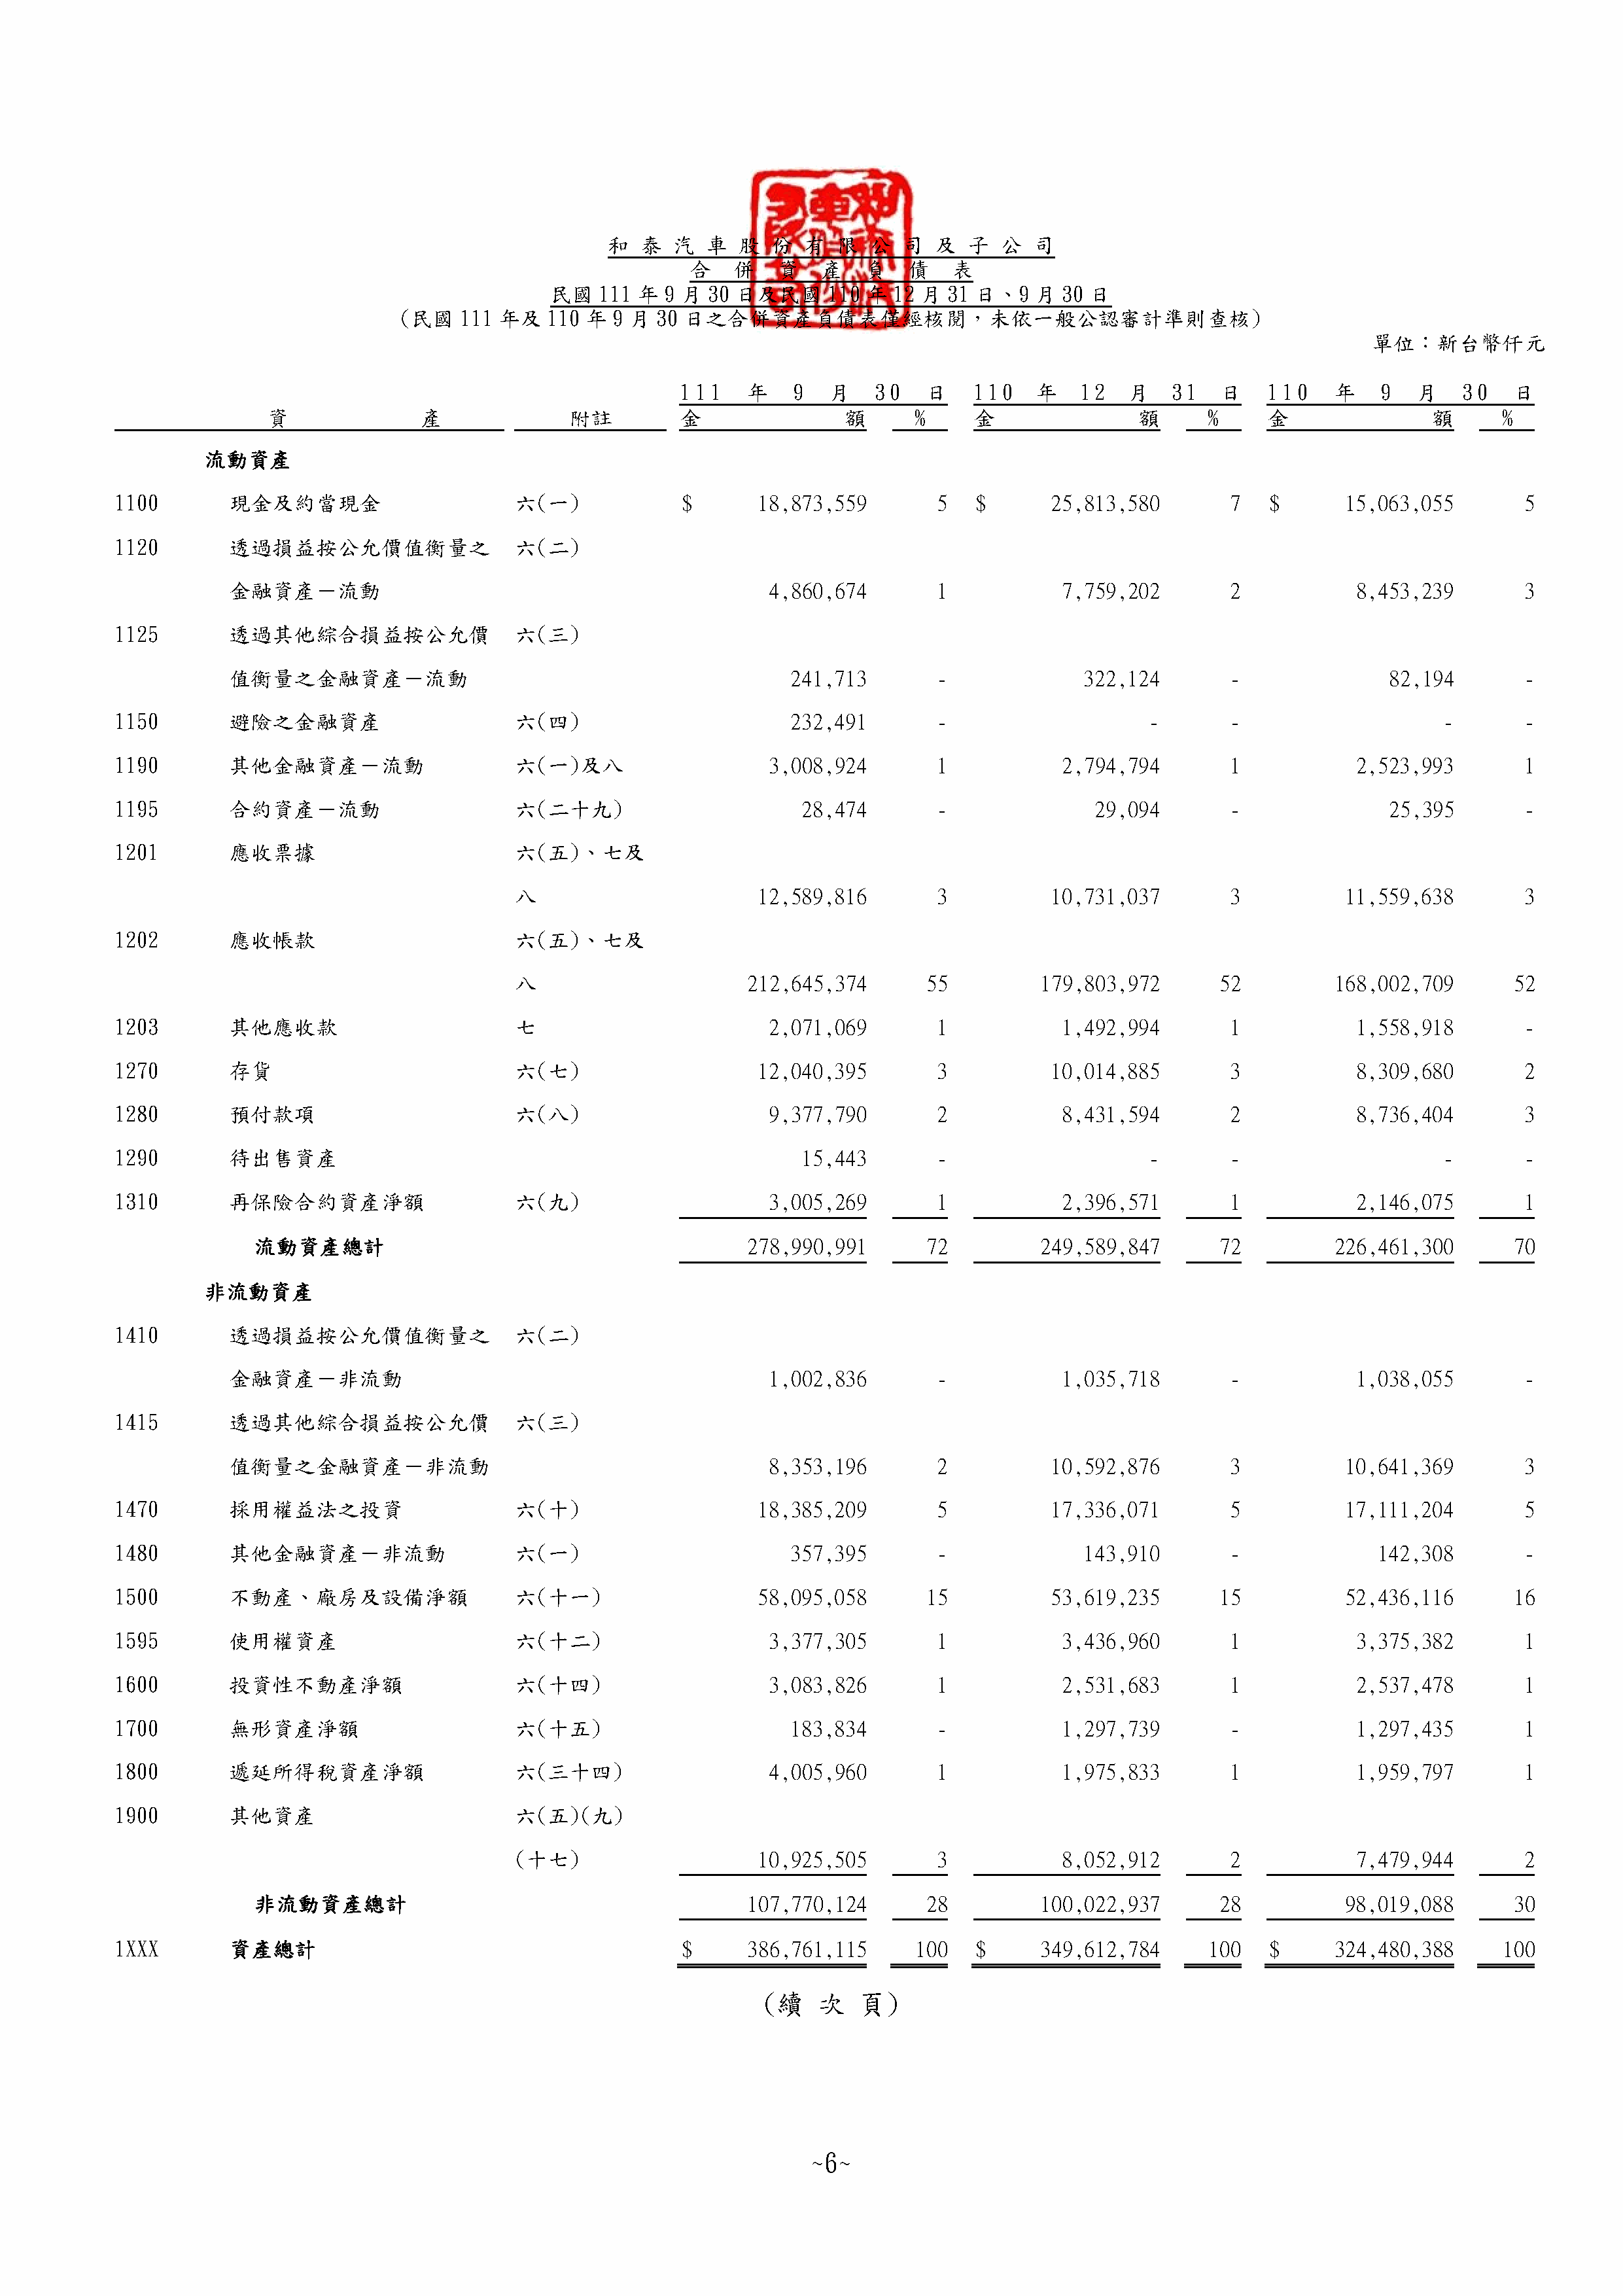 和泰汽車股份有限公司及子公司
合併資產負債表
民國111年9月30日及民國110年12月31日、9月30日
(民國111年及110年9月30日之合併資產負債表僅經核閱,未依一般公認審計準則查核)
單位:新台幣仟元
111年9月30日 110年12月31日 110年9月30日
資產 附註 金額 % 金額 % 金額 %
流動資產
1100 現金及約當現金 六(一) $ 18,873,559 5 $ 25,813,580 7 $ 15,063,055 5
1120 透過損益按公允價值衡量之 六(二)
金融資產－流動 4,860,674 1 7,759,202 2 8,453,239 3
1125 透過其他綜合損益按公允價 六(三)
值衡量之金融資產－流動 241,713 - 322,124 - 82,194 -
1150 避險之金融資產 六(四) 232,491 - - - - -
1190 其他金融資產－流動 六(一)及八 3,008,924 1 2,794,794 1 2,523,993 1
1195 合約資產－流動 六(二十九) 28,474 - 29,094 - 25,395 -
1201 應收票據 六(五)、七及
八 12,589,816 3 10,731,037 3 11,559,638 3
1202 應收帳款 六(五)、七及
八 212,645,374 55 179,803,972 52 168,002,709 52
1203 其他應收款 七 2,071,069 1 1,492,994 1 1,558,918 -
1270 存貨 六(七) 12,040,395 3 10,014,885 3 8,309,680 2
1280 預付款項 六(八) 9,377,790 2 8,431,594 2 8,736,404 3
1290 待出售資產 15,443 - - - - -
1310 再保險合約資產淨額 六(九) 3,005,269 1 2,396,571 1 2,146,075 1
流動資產總計 278,990,991 72 249,589,847 72 226,461,300 70
非流動資產
1410 透過損益按公允價值衡量之 六(二)
金融資產－非流動 1,002,836 - 1,035,718 - 1,038,055 -
1415 透過其他綜合損益按公允價 六(三)
值衡量之金融資產－非流動 8,353,196 2 10,592,876 3 10,641,369 3
1470 採用權益法之投資 六(十) 18,385,209 5 17,336,071 5 17,111,204 5
1480 其他金融資產－非流動 六(一) 357,395 - 143,910 - 142,308 -
1500 不動產、廠房及設備淨額 六(十一) 58,095,058 15 53,619,235 15 52,436,116 16
1595 使用權資產 六(十二) 3,377,305 1 3,436,960 1 3,375,382 1
1600 投資性不動產淨額 六(十四) 3,083,826 1 2,531,683 1 2,537,478 1
1700 無形資產淨額 六(十五) 183,834 - 1,297,739 - 1,297,435 1
1800 遞延所得稅資產淨額 六(三十四) 4,005,960 1 1,975,833 1 1,959,797 1
1900 其他資產 六(五)(九)
(十七) 10,925,505 3 8,052,912 2 7,479,944 2
非流動資產總計 107,770,124 28 100,022,937 28 98,019,088 30
1XXX 資產總計 $ 386,761,115 100 $ 349,612,784 100 $ 324,480,388 100
(續次頁)
~6~